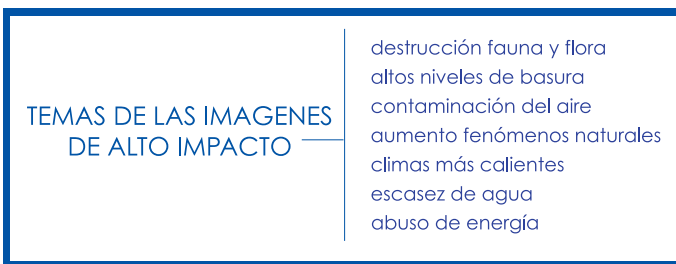 TEMAS DE LAS IMAGENES
DE ALTO IMPACTO
destrucción fauna y flora
altos niveles de basura
contaminación del aire
aumento fenómenos naturales
climas más calientes
escasez de agua
abuso de energía